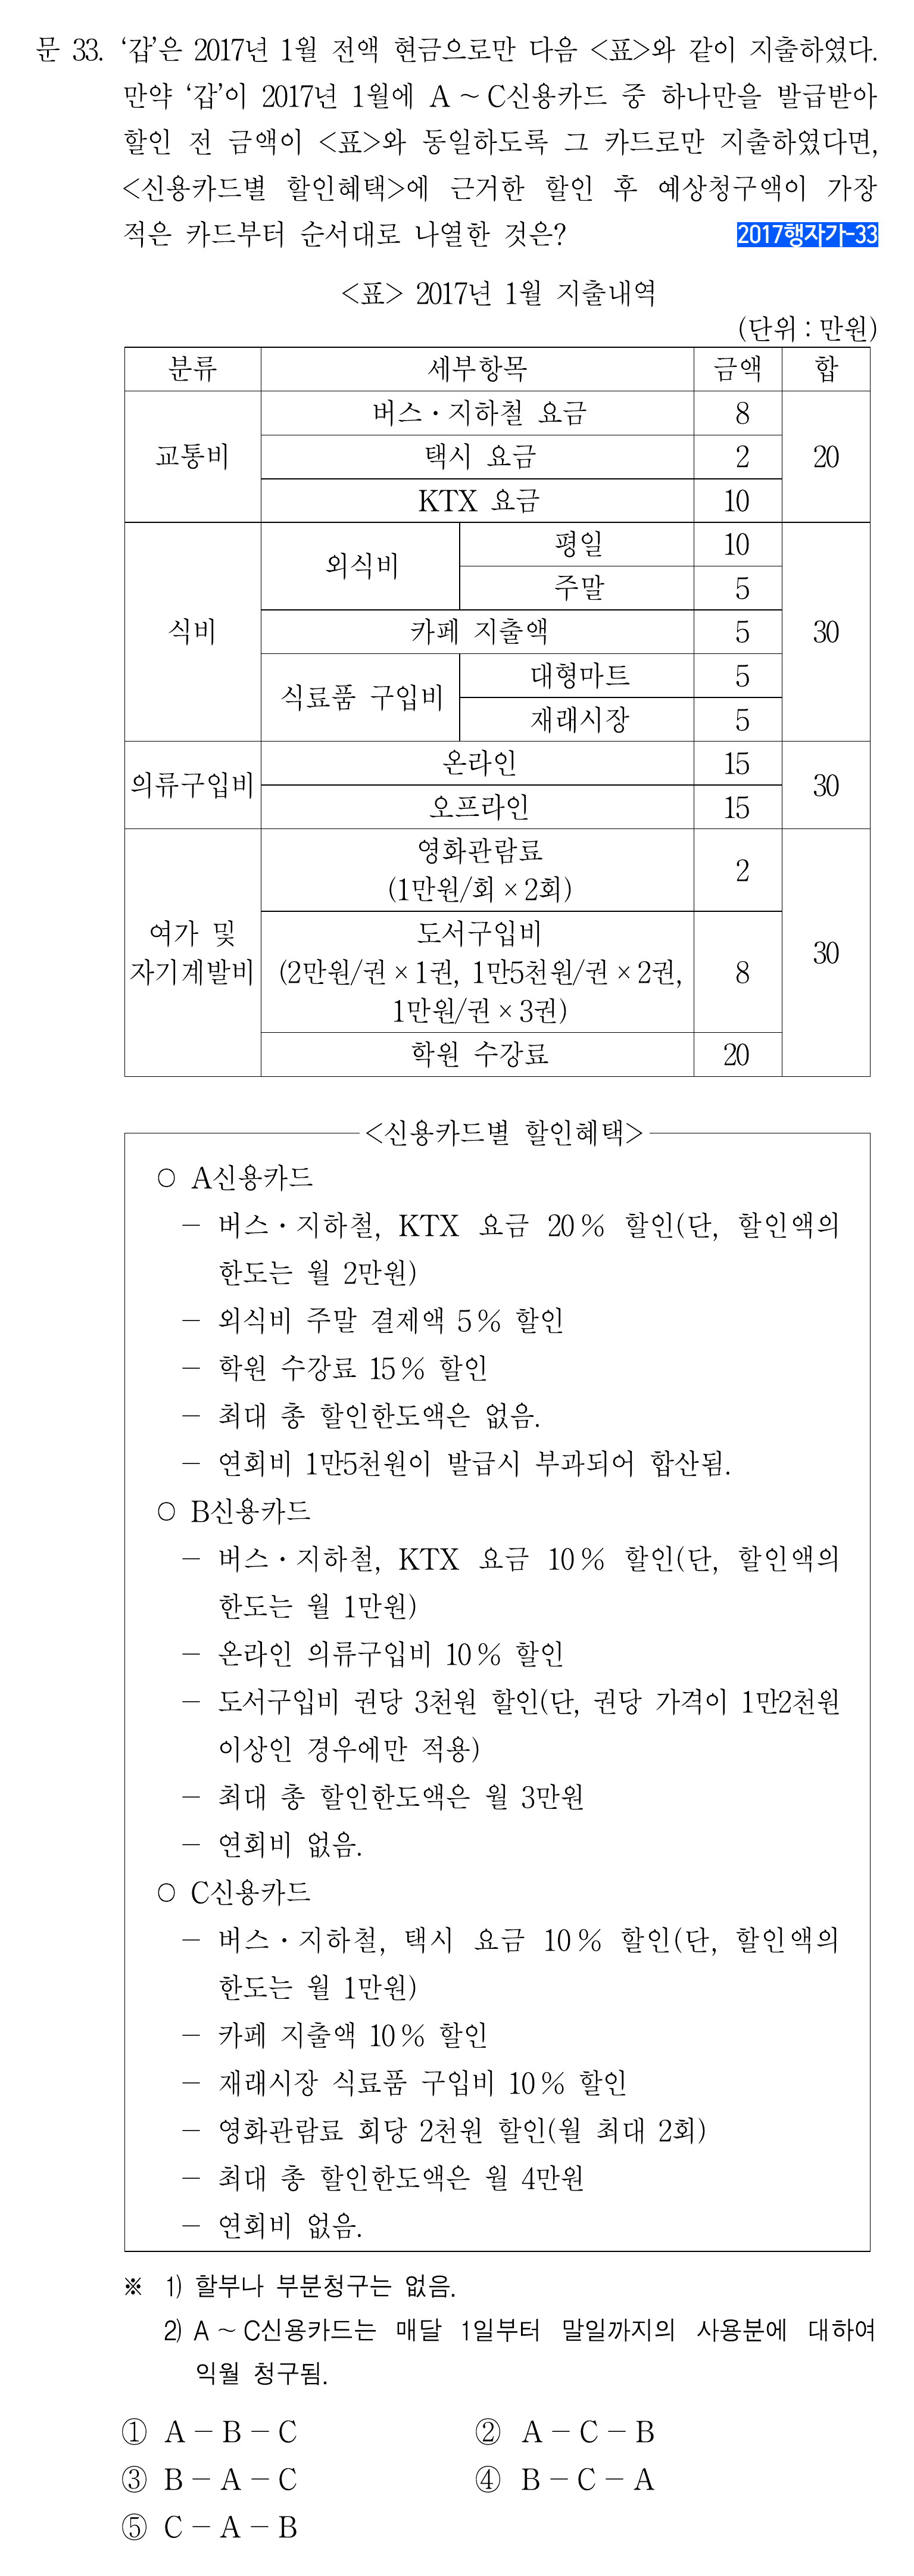 문 33. ‘갑’은 2017년 1월 전액 현금으로만 다음 <표>와 같이 지출하였다.
만약 ‘갑’이 2017년 1월에 A ~ C신용카드 중 하나만을 발급받아
할인 전 금액이 <표>와 동일하도록 그 카드로만 지출하였다면,
<신용카드별 할인혜택>에 근거한 할인 후 예상청구액이 가장
적은 카드부터 순서대로 나열한 것은? 2017행자가-33
<표> 2017년 1월 지출내역
(단위 : 만원)
분류 세부항목 금액 합
교통비 버스·지하철 요금 8 20
택시 요금 2
KTX 요금 10
식비 외식비 평일 10 30
주말 5
카페 지출액 5
식료품 구입비 대형마트 5
재래시장 5
의류구입비 온라인 15 30
오프라인 15
여가 및 자기계발비 영화관람료 2 30
(1만원/회×2회)
도서구입비 8
(2만원/권×1권, 1만5천원/권×2권,
1만원/권×3권)
학원 수강료 20
<신용카드별 할인혜택>
○ A신용카드
- 버스·지하철, KTX 요금 20% 할인(단, 할인액의
한도는 월 2만원)
- 외식비 주말 결제액 5% 할인
- 학원 수강료 15% 할인
- 최대 총 할인한도액은 없음.
- 연회비 1만5천원이 발급시 부과되어 합산됨.
○ B신용카드
- 버스·지하철, KTX 요금 10% 할인(단, 할인액의
한도는 월 1만원)
- 온라인 의류구입비 10% 할인
- 도서구입비 권당 3천원 할인(단, 권당 가격이 1만2천원
이상인 경우에만 적용)
- 최대 총 할인한도액은 월 3만원
- 연회비 없음.
○ C신용카드
- 버스·지하철, 택시 요금 10% 할인(단, 할인액의
한도는 월 1만원)
- 카페 지출액 10% 할인
- 재래시장 식료품 구입비 10% 할인
- 영화관람료 회당 2천원 할인(월 최대 2회)
- 최대 총 할인한도액은 월 4만원
- 연회비 없음.
※ 1) 할부나 부분청구는 없음.
2) A ~ C신용카드는 매달 1일부터 말일까지의 사용분에 대하여
익월 청구됨.
① A - B - C ② A - C - B
③ B - A - C ④ B - C - A
⑤ C - A - B